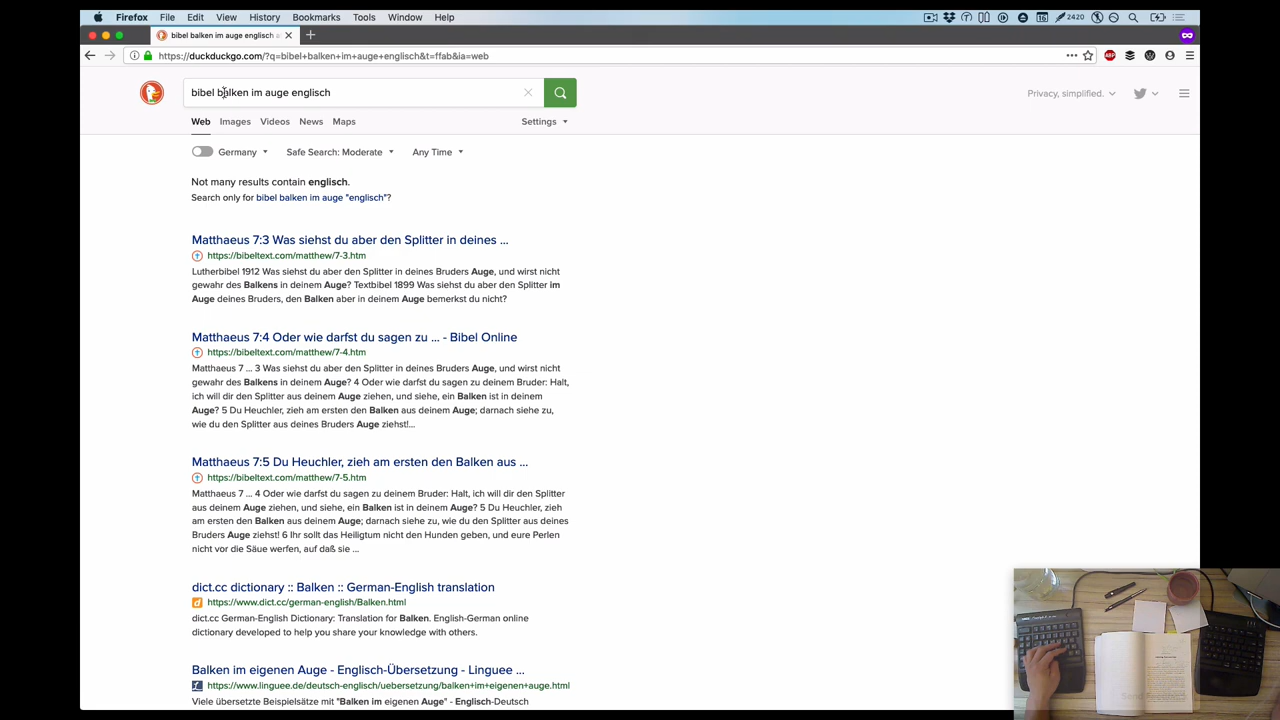 Firefox File Edit View History Bookmarks Tools Window Help 2420
bibel balken im auge englisch a
https://duckduckgo.com/?q=bibel+balken+im+auge+englisch&t=ffab&ia=web
ABP
bibel balken im auge englisch
Privacy, simplified.
Web Images Videos News Maps Settings
Germany Safe Search: Moderate Any Time
Not many results contain englisch.
Search only for bibel balken im auge "englisch"?
Matthaeus 7:3 Was siehst du aber den Splitter in deines ...
https://bibeltext.com/matthew/7-3.htm
Lutherbibel 1912 Was siehst du aber den Splitter in deines Bruders Auge, und wirst nicht
gewahr des Balkens in deinem Auge? Textbibel 1899 Was siehst du aber den Splitter im
Auge deines Bruders, den Balken aber in deinem Auge bemerkst du nicht?
Matthaeus 7:4 Oder wie darfst du sagen zu ... - Bibel Online
https://bibeltext.com/matthew/7-4.htm
Matthaeus 7 ... 3 Was siehst du aber den Splitter in deines Bruders Auge, und wirst nicht
gewahr des Balkens in deinem Auge? 4 Oder wie darfst du sagen zu deinem Bruder: Halt,
ich will dir den Splitter aus deinem Auge ziehen, und siehe, ein Balken ist in deinem
Auge? 5 Du Heuchler, zieh am ersten den Balken aus deinem Auge; darnach siehe zu,
wie du den Splitter aus deines Bruders Auge ziehst!...
Matthaeus 7:5 Du Heuchler, zieh am ersten den Balken aus ...
https://bibeltext.com/matthew/7-5.htm
Matthaeus 7 ... 4 Oder wie darfst du sagen zu deinem Bruder: Halt, ich will dir den Splitter
aus deinem Auge ziehen, und siehe, ein Balken ist in deinem Auge? 5 Du Heuchler, zieh
am ersten den Balken aus deinem Auge; darnach siehe zu, wie du den Splitter aus deines
Bruders Auge ziehst! 6 Ihr sollt das Heiligtum nicht den Hunden geben, und eure Perlen
nicht vor die Säue werfen, auf daß sie ...
dict.cc dictionary :: Balken :: German-English translation
https://www.dict.cc/german-english/Balken.html
dict.cc German-English Dictionary: Translation for Balken. English-German online
dictionary developed to help you share your knowledge with others.
Balken im eigenen Auge - Englisch-Übersetzung - Linguee ...
https://www.linguee.de/deutsch-englisch/uebersetzung/balken+im+eigenen+auge.html
Viele übersetzte Beispielsätze mit "Balken im eigenen Auge" - Englisch-Deutsch